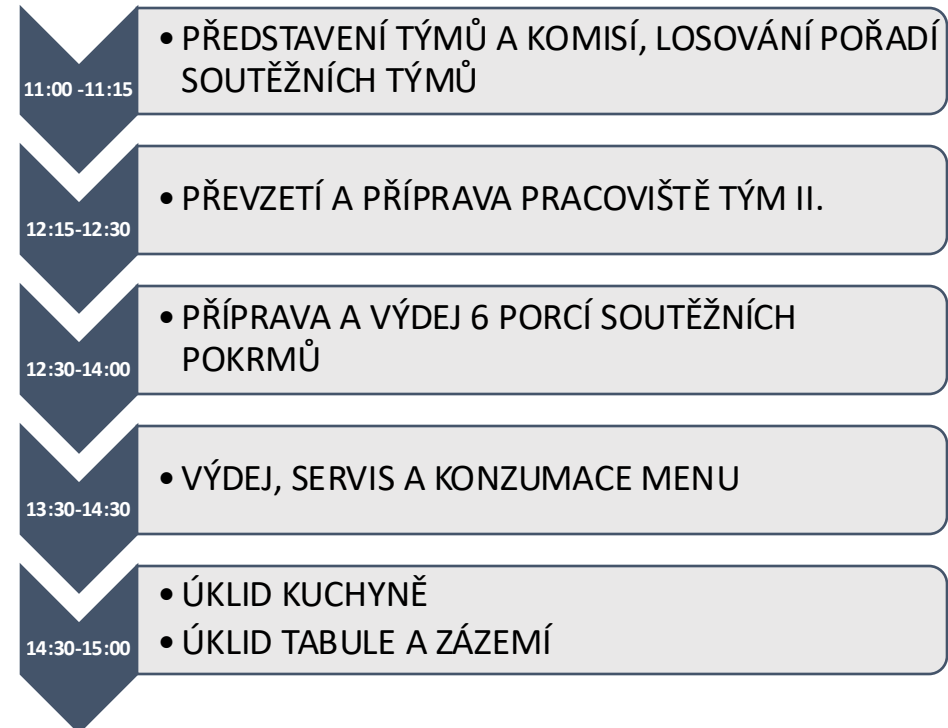 11:00 -11:15
• PŘEDSTAVENÍ TÝMŮ A KOMISÍ, LOSOVÁNÍ POŘADÍ
SOUTĚŽNÍCH TÝMŮ
12:15-12:30
• PŘEVZETÍ A PŘÍPRAVA PRACOVIŠTĚ TÝM II.
12:30-14:00
• PŘÍPRAVA A VÝDEJ 6 PORCÍ SOUTĚŽNÍCH
POKRMŮ
13:30-14:30
• VÝDEJ, SERVIS A KONZUMACE MENU
14:30-15:00
• ÚKLID KUCHYNĚ
• ÚKLID TABULE A ZÁZEMÍ